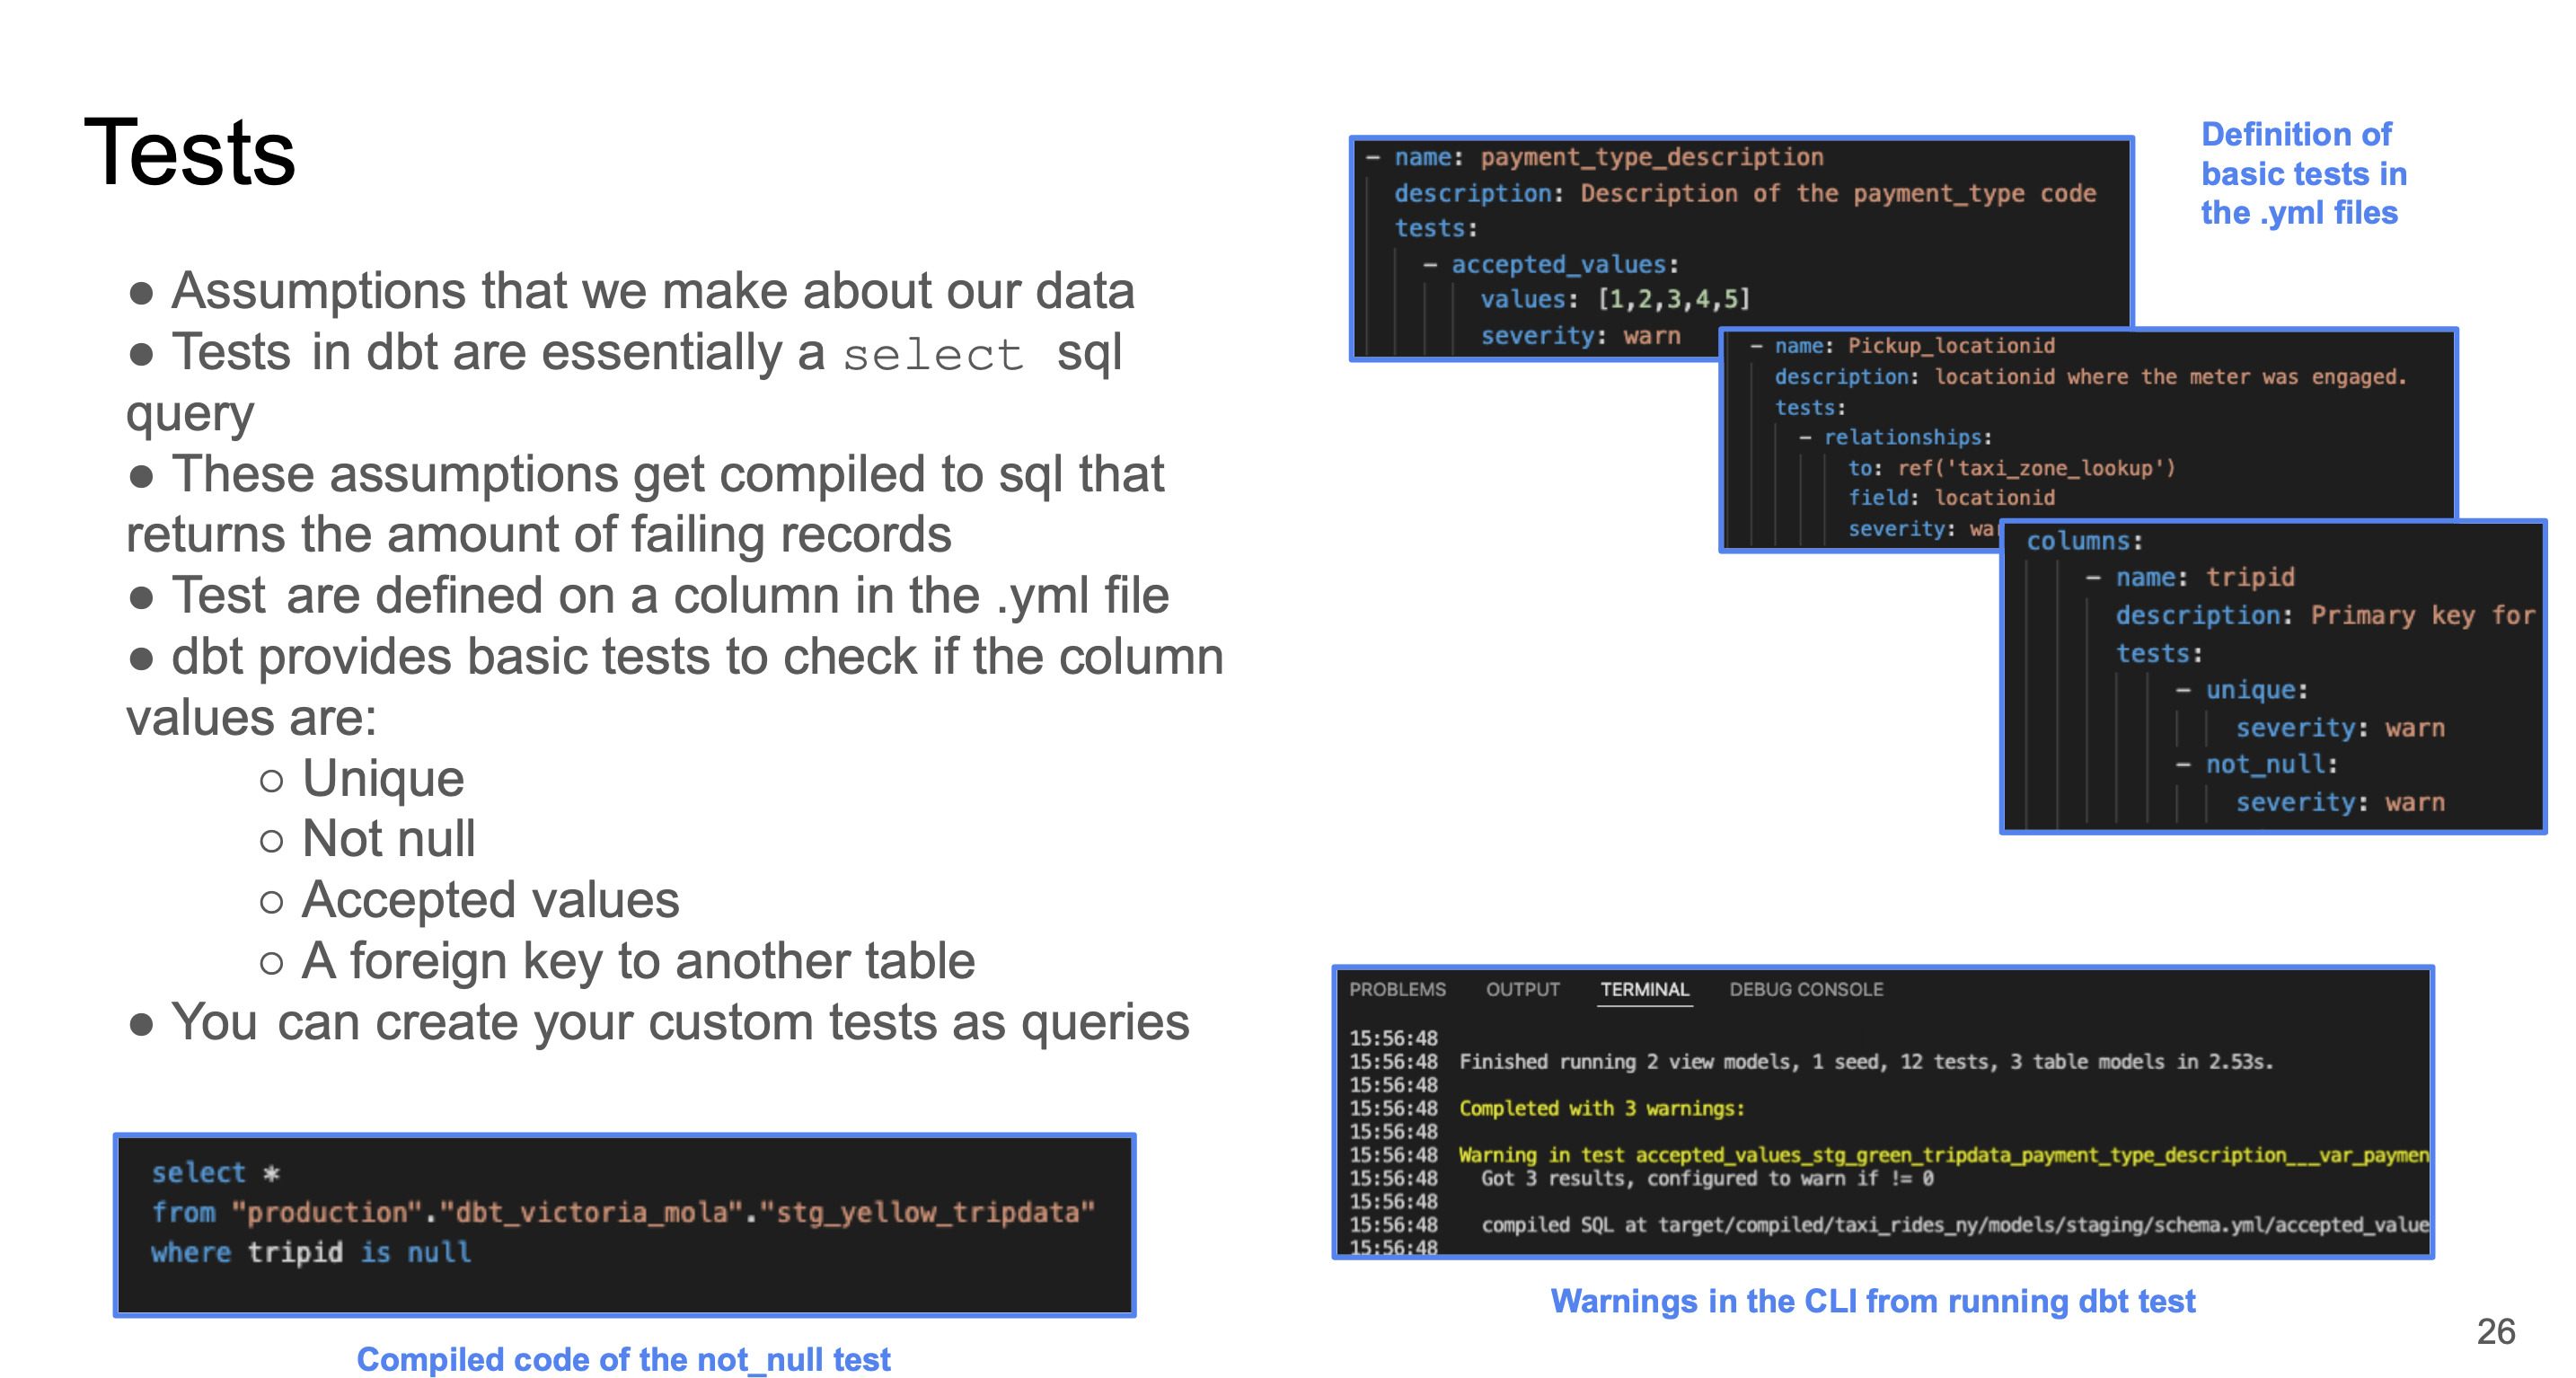 Tests
● Assumptions that we make about our data
● Tests in dbt are essentially a select sql
query
● These assumptions get compiled to sql that
returns the amount of failing records
● Test are defined on a column in the .yml file
● dbt provides basic tests to check if the column
values are:
○ Unique
○ Not null
○ Accepted values
○ A foreign key to another table
● You can create your custom tests as queries
select *
from "production"."dbt_victoria_mola"."stg_yellow_tripdata"
where tripid is null
Compiled code of the not_null test
- name: payment_type_description
description: Description of the payment_type code
tests:
- accepted_values:
values: [1,2,3,4,5]
severity: warn
Definition of
basic tests in
the .yml files
- name: Pickup_locationid
description: locationid where the meter was engaged.
tests:
- relationships:
to: ref('taxi_zone_lookup')
field: locationid
severity: wa
columns:
- name: tripid
description: Primary key for
tests:
- unique:
severity: warn
- not_null:
severity: warn
PROBLEMS OUTPUT TERMINAL DEBUG CONSOLE
15:56:48
15:56:48 Finished running 2 view models, 1 seed, 12 tests, 3 table models in 2.53s.
15:56:48
15:56:48 Completed with 3 warnings:
15:56:48
15:56:48 Warning in test accepted_values_stg_green_tripdata_payment_type_description___var_paymen
15:56:48 Got 3 results, configured to warn if != 0
15:56:48
15:56:48 compiled SQL at target/compiled/taxi_rides_ny/models/staging/schema.yml/accepted_value
15:56:48
Warnings in the CLI from running dbt test
26